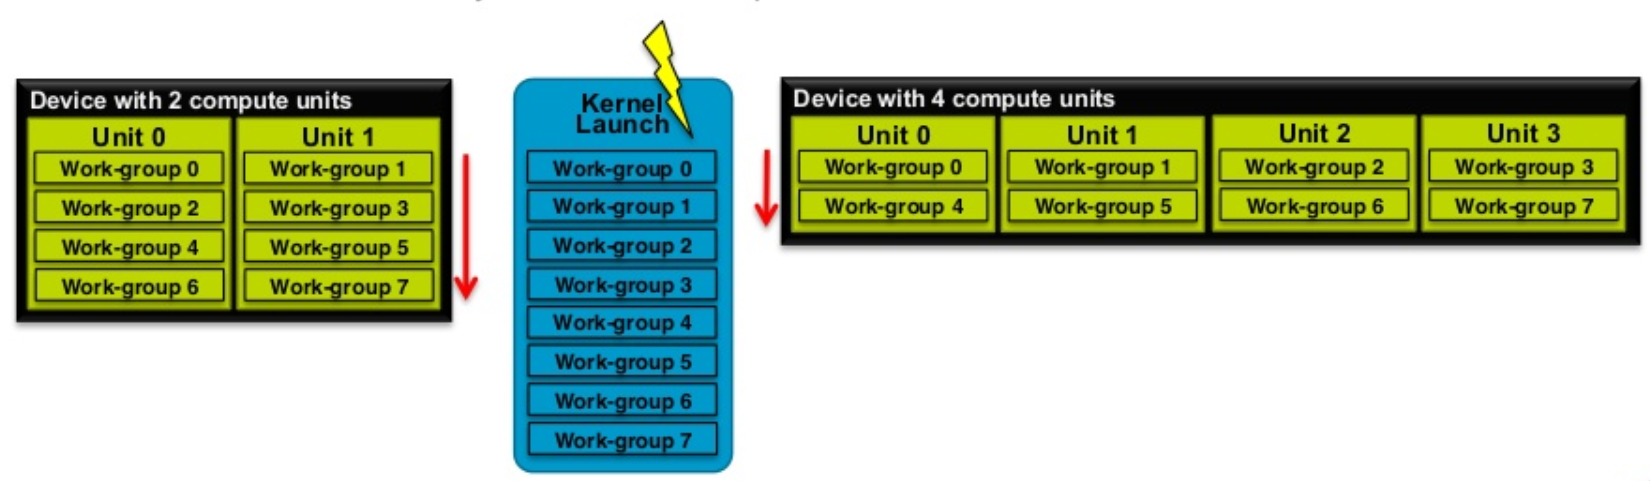 Device with 2 compute units
Unit 0
Work-group 0
Work-group 2
Work-group 4
Work-group 6
Unit 1
Work-group 1
Work-group 3
Work-group 5
Work-group 7
Kernel
Launch
Work-group 0
Work-group 1
Work-group 2
Work-group 3
Work-group 4
Work-group 5
Work-group 6
Work-group 7
Device with 4 compute units
Unit 0
Work-group 0
Work-group 4
Unit 1
Work-group 1
Work-group 5
Unit 2
Work-group 2
Work-group 6
Unit 3
Work-group 3
Work-group 7